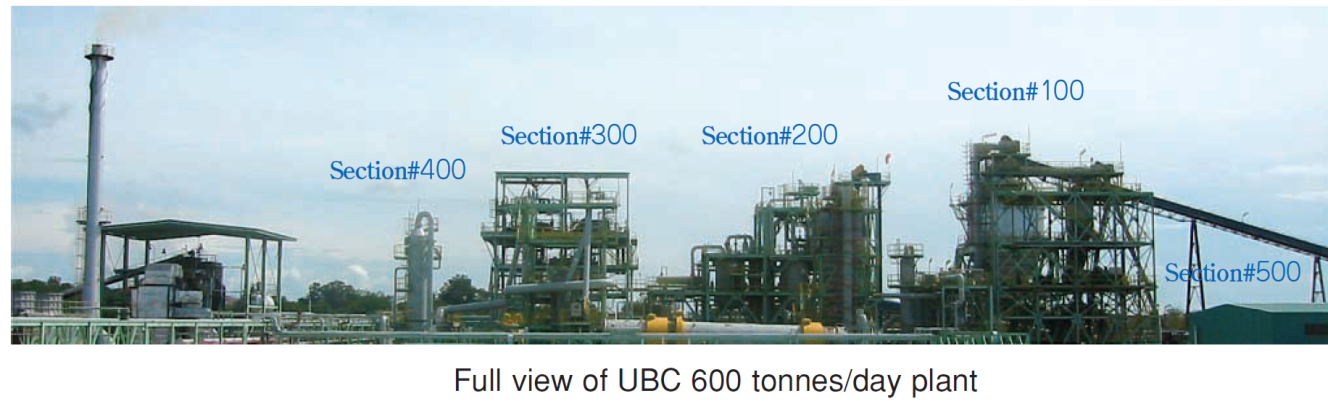 Section#100
Section#300
Section#200
Section#400
Section#500
Full view of UBC 600 tonnes/day plant